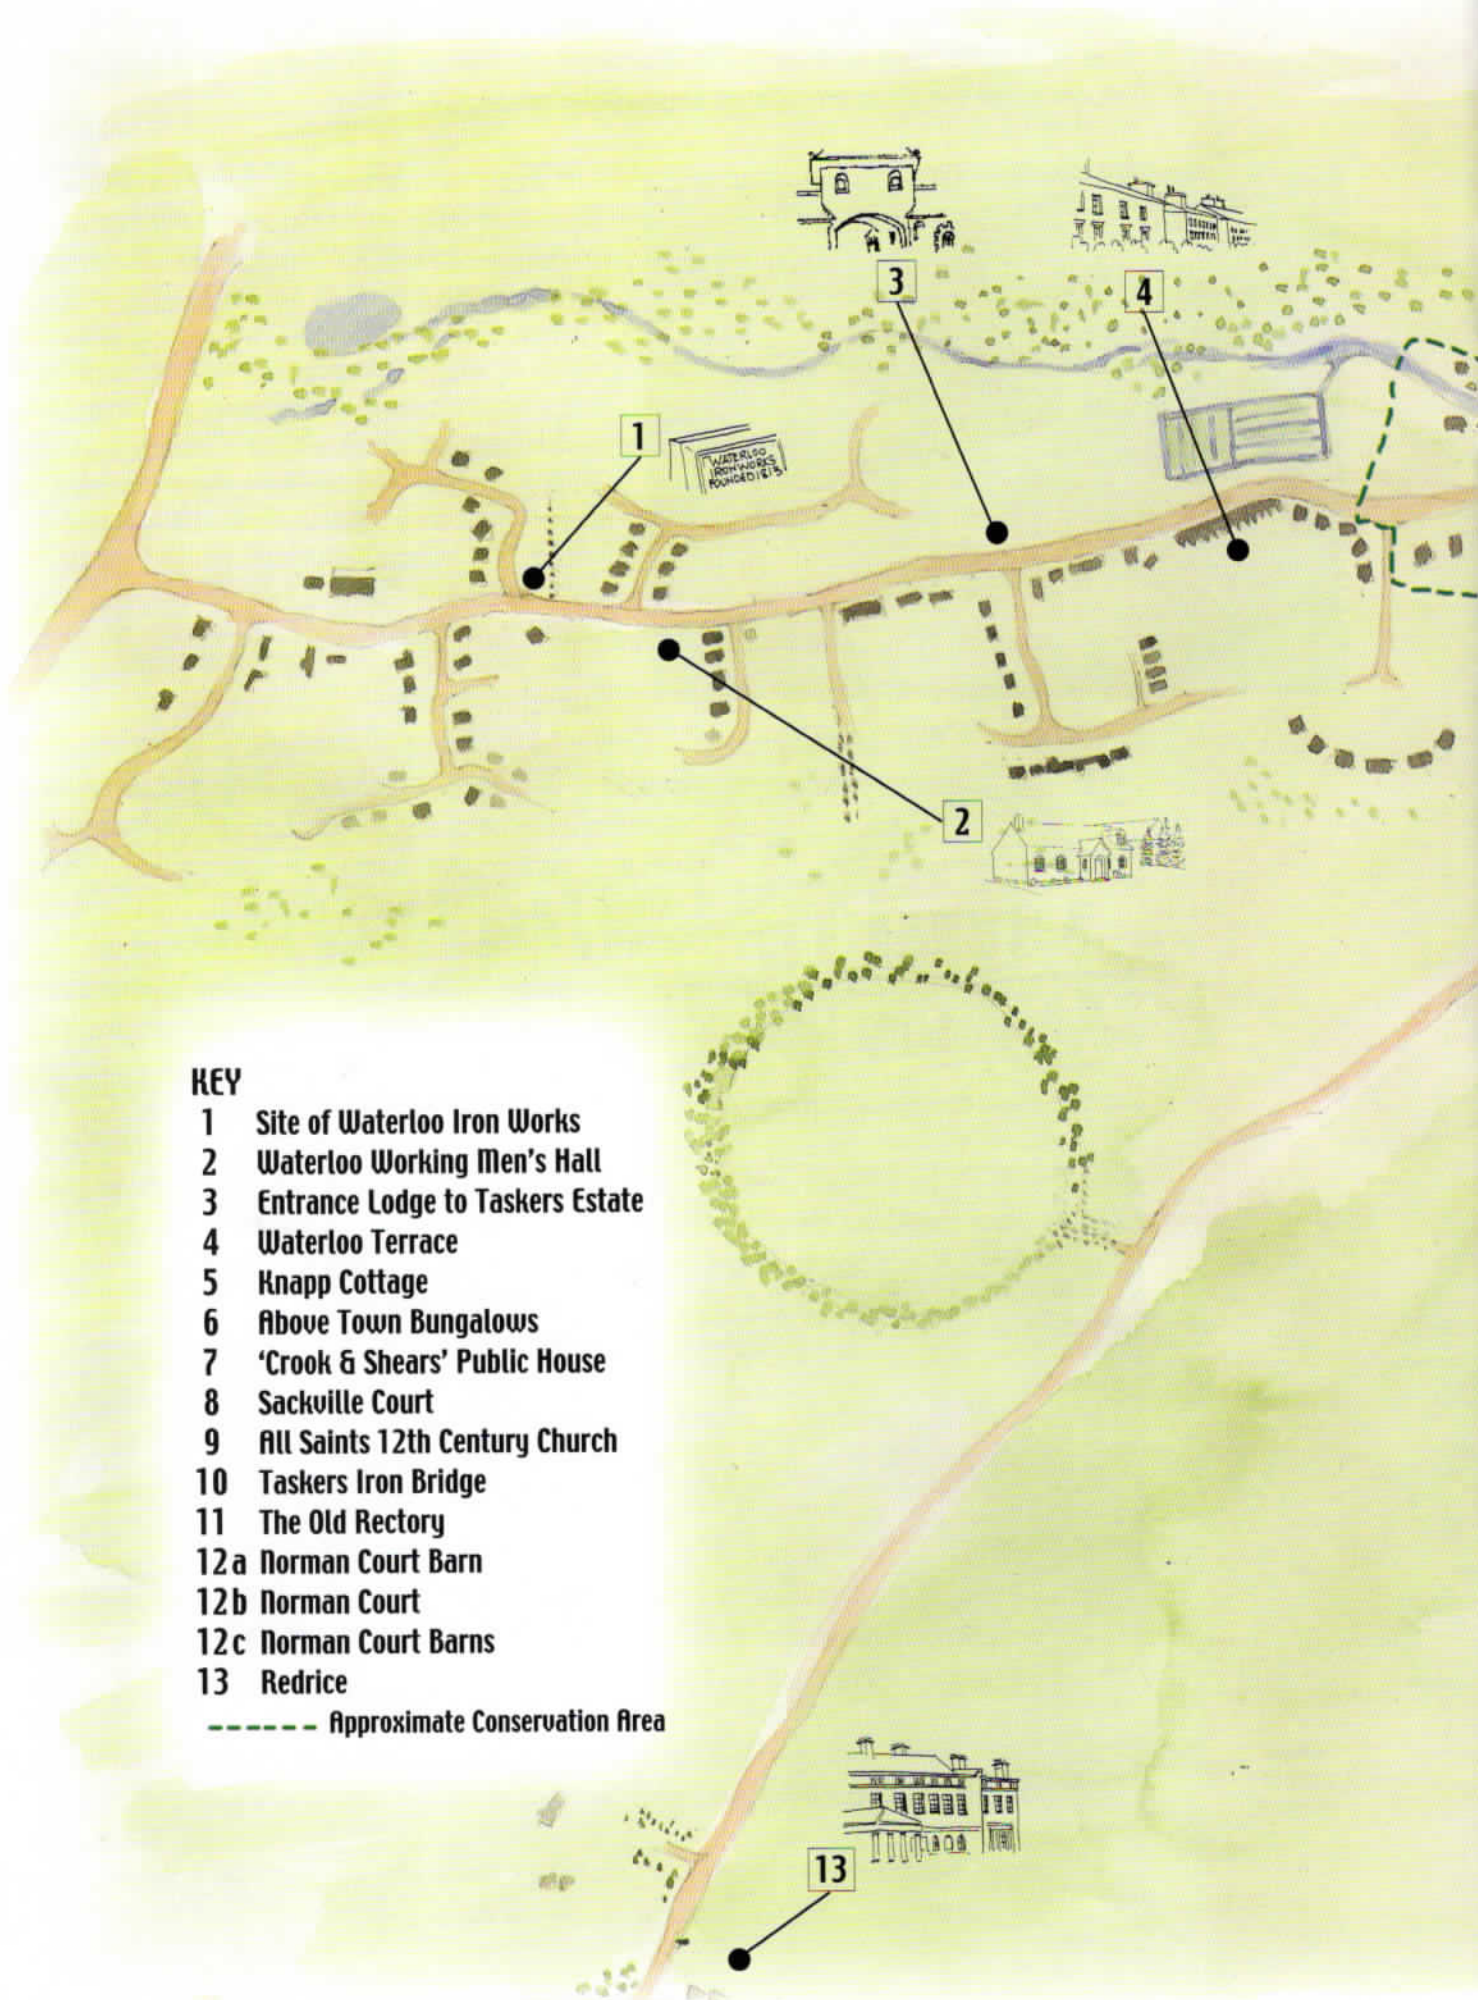 3
4
1
WATERLOO
IRONWORKS
FOUNDED 1813
2
KEY
1 Site of Waterloo Iron Works
2 Waterloo Working Men's Hall
3 Entrance Lodge to Taskers Estate
4 Waterloo Terrace
5 Knapp Cottage
6 Above Town Bungalows
7 'Crook & Shears' Public House
8 Sackville Court
9 All Saints 12th Century Church
10 Taskers Iron Bridge
11 The Old Rectory
12a Norman Court Barn
12b Norman Court
12c Norman Court Barns
13 Redrice
Approximate Conservation Area
13